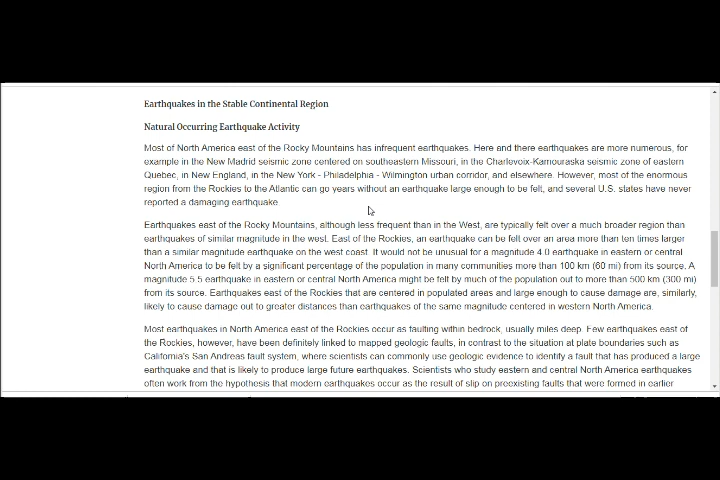 Earthquakes in the Stable Continental Region
Natural Occurring Earthquake Activity
Most of North America east of the Rocky Mountains has infrequent earthquakes. Here and there earthquakes are more numerous, for
example in the New Madrid seismic zone centered on southeastern Missouri, in the Charlevoix-Kamouraska seismic zone of eastern
Quebec, in New England, in the New York - Philadelphia - Wilmington urban corridor, and elsewhere. However, most of the enormous
region from the Rockies to the Atlantic can go years without an earthquake large enough to be felt, and several U.S. states have never
reported a damaging earthquake.
Earthquakes east of the Rocky Mountains, although less frequent than in the West, are typically felt over a much broader region than
earthquakes of similar magnitude in the west. East of the Rockies, an earthquake can be felt over an area more than ten times larger
than a similar magnitude earthquake on the west coast. It would not be unusual for a magnitude 4.0 earthquake in eastern or central
North America to be felt by a significant percentage of the population in many communities more than 100 km (60 mi) from its source. A
magnitude 5.5 earthquake in eastern or central North America might be felt by much of the population out to more than 500 km (300 mi)
from its source. Earthquakes east of the Rockies that are centered in populated areas and large enough to cause damage are, similarly,
likely to cause damage out to greater distances than earthquakes of the same magnitude centered in western North America.
Most earthquakes in North America east of the Rockies occur as faulting within bedrock, usually miles deep. Few earthquakes east of
the Rockies, however, have been definitely linked to mapped geologic faults, in contrast to the situation at plate boundaries such as
California's San Andreas fault system, where scientists can commonly use geologic evidence to identify a fault that has produced a large
earthquake and that is likely to produce large future earthquakes. Scientists who study eastern and central North America earthquakes
often work from the hypothesis that modern earthquakes occur as the result of slip on preexisting faults that were formed in earlier